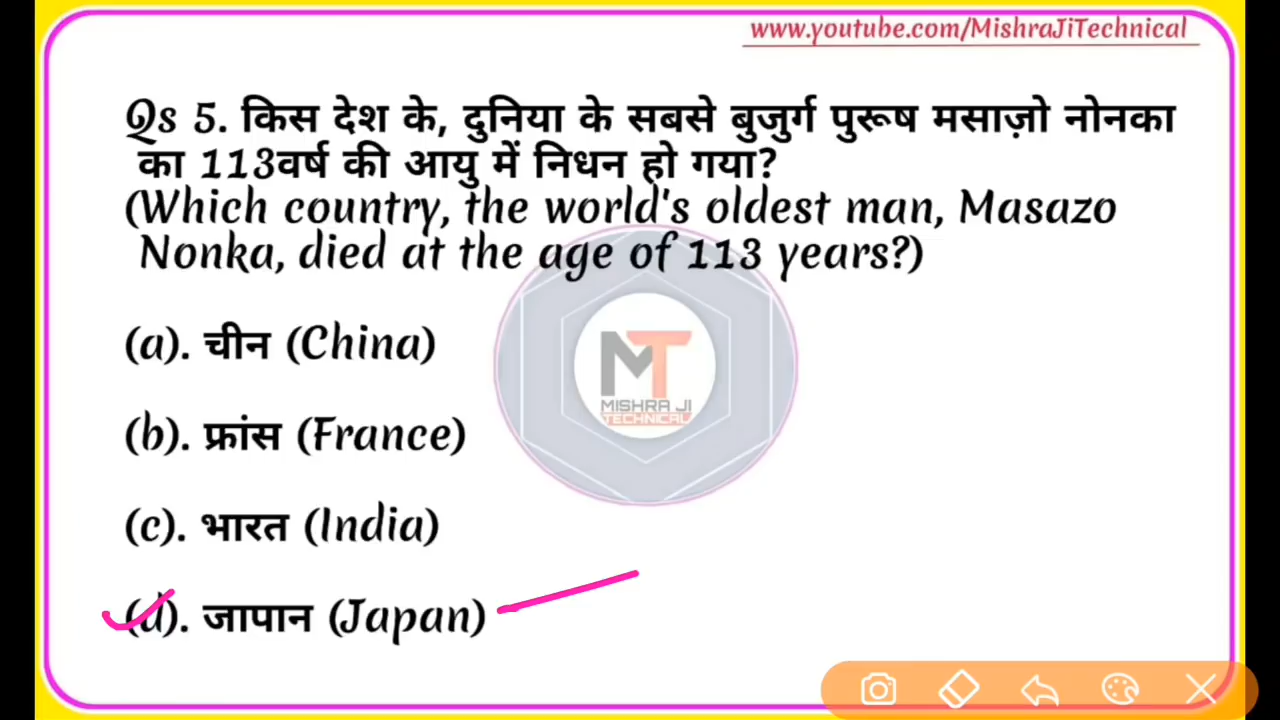 www.youtube.com/MishraJiTechnical
Qs 5. किस देश के, दुनिया के सबसे बुजुर्ग पुरूष मसाज़ो नोनका
का 113वर्ष की आयु में निधन हो गया?
(Which country, the world's oldest man, Masazo
Nonka, died at the age of 113 years?)
(a). चीन (China)
MT
MISHRA JI
TECHNICAL
(b). फ्रांस (France)
(c). भारत (India)
(d). जापान (Japan)